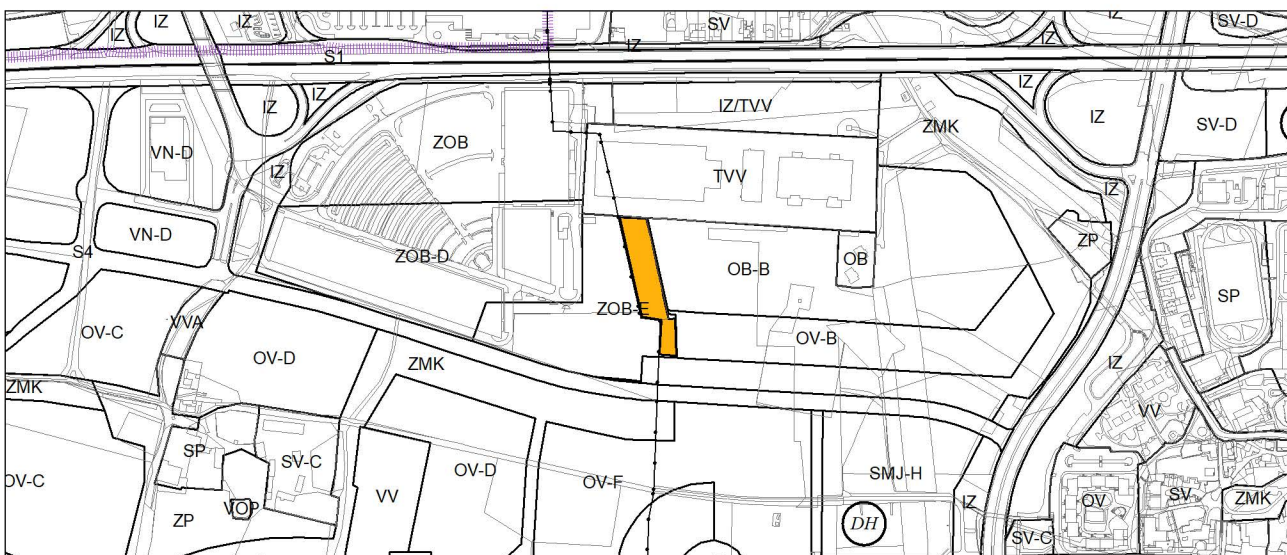 IZ
IZ
IZ
SV
IZ
IZ
SV-D
IZ
S1
IZ
IZ
IZ
IZ
IZ/TVV
ZMK
SV-D
VN-D
ZOB
IZ
TVV
IZ
VN-D
S4
ZOB-D
OB-B
OB
ZP
SP
ZOB-E
OV-C
VVA
OV-D
ZMK
OV-B
IZ
ZMK
VV
SP
SV-C
OV-D
OV-F
SMJ-H
OV-C
VV
VOP
ZP
DH
IZ
OV
SV
ZMK
SV-C